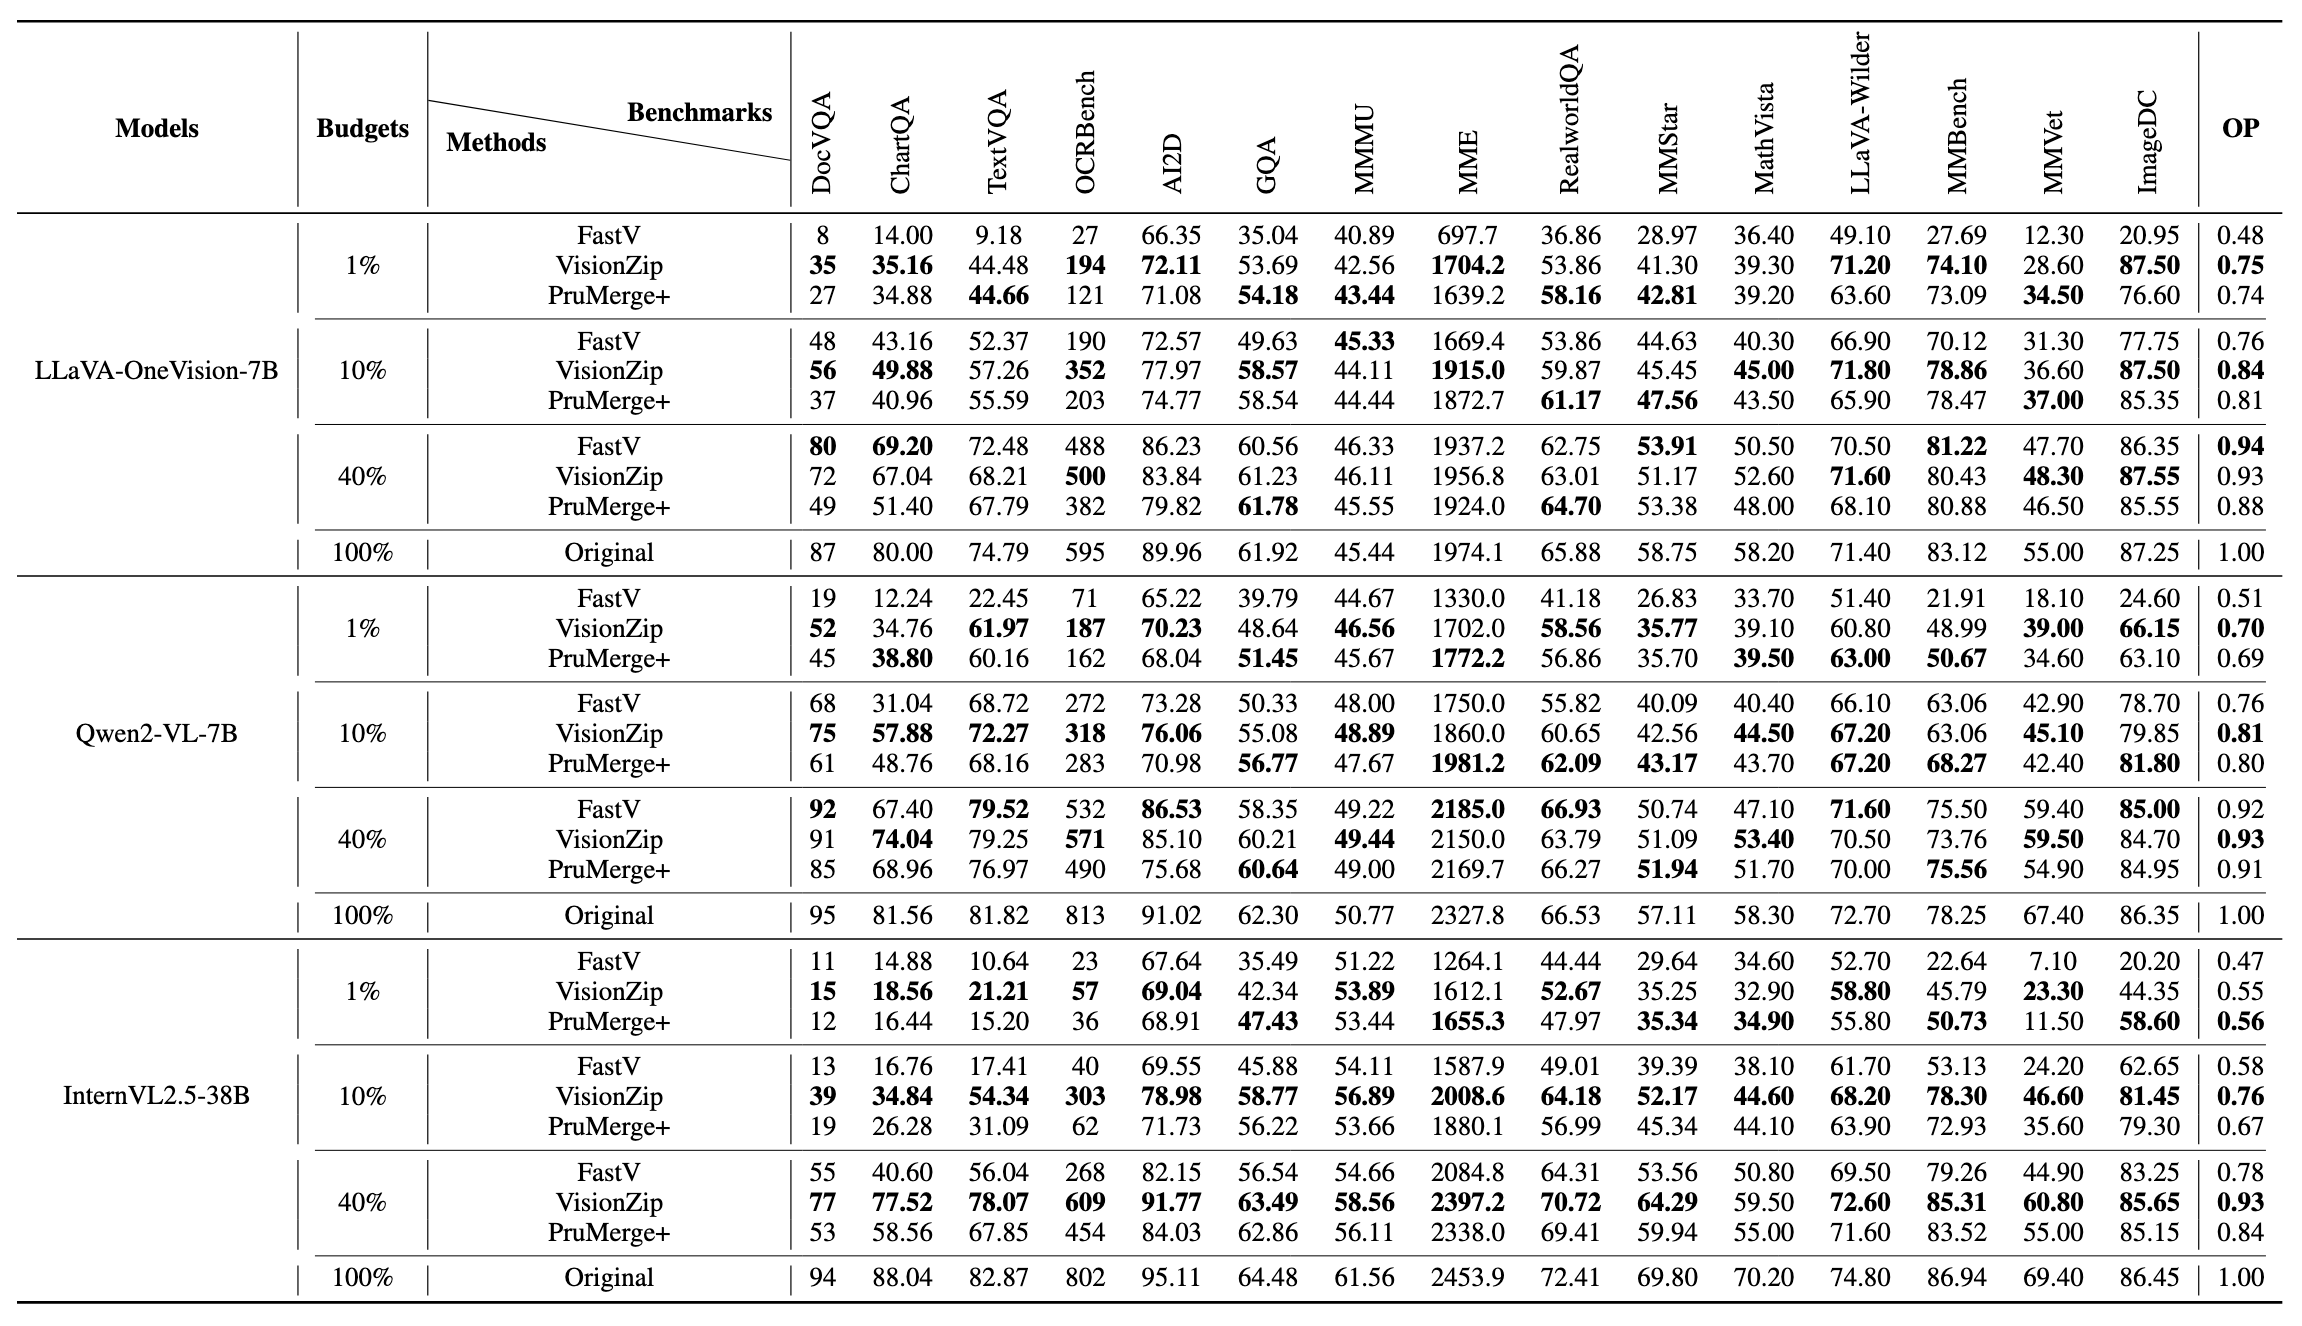 Models Budgets Methods Benchmarks DocVQA ChartQA TextVQA OCRBench AI2D GQA MMMU MME RealworldQA MMStar MathVista LLaVA-Wilder MMBench MMVet ImageDC OP
FastV 8 14.00 9.18 27 66.35 35.04 40.89 697.7 36.86 28.97 36.40 49.10 27.69 12.30 20.95 0.48
1% VisionZip 35 35.16 44.48 194 72.11 53.69 42.56 1704.2 53.86 41.30 39.30 71.20 74.10 28.60 87.50 0.75
PruMerge+ 27 34.88 44.66 121 71.08 54.18 43.44 1639.2 58.16 42.81 39.20 63.60 73.09 34.50 76.60 0.74
FastV 48 43.16 52.37 190 72.57 49.63 45.33 1669.4 53.86 44.63 40.30 66.90 70.12 31.30 77.75 0.76
LLaVA-OneVision-7B 10% VisionZip 56 49.88 57.26 352 77.97 58.57 44.11 1915.0 59.87 45.45 45.00 71.80 78.86 36.60 87.50 0.84
PruMerge+ 37 40.96 55.59 203 74.77 58.54 44.44 1872.7 61.17 47.56 43.50 65.90 78.47 37.00 85.35 0.81
FastV 80 69.20 72.48 488 86.23 60.56 46.33 1937.2 62.75 53.91 50.50 70.50 81.22 47.70 86.35 0.94
40% VisionZip 72 67.04 68.21 500 83.84 61.23 46.11 1956.8 63.01 51.17 52.60 71.60 80.43 48.30 87.55 0.93
PruMerge+ 49 51.40 67.79 382 79.82 61.78 45.55 1924.0 64.70 53.38 48.00 68.10 80.88 46.50 85.55 0.88
100% Original 87 80.00 74.79 595 89.96 61.92 45.44 1974.1 65.88 58.75 58.20 71.40 83.12 55.00 87.25 1.00
FastV 19 12.24 22.45 71 65.22 39.79 44.67 1330.0 41.18 26.83 33.70 51.40 21.91 18.10 24.60 0.51
1% VisionZip 52 34.76 61.97 187 70.23 48.64 46.56 1702.0 58.56 35.77 39.10 60.80 48.99 39.00 66.15 0.70
PruMerge+ 45 38.80 60.16 162 68.04 51.45 45.67 1772.2 56.86 35.70 39.50 63.00 50.67 34.60 63.10 0.69
FastV 68 31.04 68.72 272 73.28 50.33 48.00 1750.0 55.82 40.09 40.40 66.10 63.06 42.90 78.70 0.76
Qwen2-VL-7B 10% VisionZip 75 57.88 72.27 318 76.06 55.08 48.89 1860.0 60.65 42.56 44.50 67.20 63.06 45.10 79.85 0.81
PruMerge+ 61 48.76 68.16 283 70.98 56.77 47.67 1981.2 62.09 43.17 43.70 67.20 68.27 42.40 81.80 0.80
FastV 92 67.40 79.52 532 86.53 58.35 49.22 2185.0 66.93 50.74 47.10 71.60 75.50 59.40 85.00 0.92
40% VisionZip 91 74.04 79.25 571 85.10 60.21 49.44 2150.0 63.79 51.09 53.40 70.50 73.76 59.50 84.70 0.93
PruMerge+ 85 68.96 76.97 490 75.68 60.64 49.00 2169.7 66.27 51.94 51.70 70.00 75.56 54.90 84.95 0.91
100% Original 95 81.56 81.82 813 91.02 62.30 50.77 2327.8 66.53 57.11 58.30 72.70 78.25 67.40 86.35 1.00
FastV 11 14.88 10.64 23 67.64 35.49 51.22 1264.1 44.44 29.64 34.60 52.70 22.64 7.10 20.20 0.47
1% VisionZip 15 18.56 21.21 57 69.04 42.34 53.89 1612.1 52.67 35.25 32.90 58.80 45.79 23.30 44.35 0.55
PruMerge+ 12 16.44 15.20 36 68.91 47.43 53.44 1655.3 47.97 35.34 34.90 55.80 50.73 11.50 58.60 0.56
FastV 13 16.76 17.41 40 69.55 45.88 54.11 1587.9 49.01 39.39 38.10 61.70 53.13 24.20 62.65 0.58
InternVL2.5-38B 10% VisionZip 39 34.84 54.34 303 78.98 58.77 56.89 2008.6 64.18 52.17 44.60 68.20 78.30 46.60 81.45 0.76
PruMerge+ 19 26.28 31.09 62 71.73 56.22 53.66 1880.1 56.99 45.34 44.10 63.90 72.93 35.60 79.30 0.67
FastV 55 40.60 56.04 268 82.15 56.54 54.66 2084.8 64.31 53.56 50.80 69.50 79.26 44.90 83.25 0.78
40% VisionZip 77 77.52 78.07 609 91.77 63.49 58.56 2397.2 70.72 64.29 59.50 72.60 85.31 60.80 85.65 0.93
PruMerge+ 53 58.56 67.85 454 84.03 62.86 56.11 2338.0 69.41 59.94 55.00 71.60 83.52 55.00 85.15 0.84
100% Original 94 88.04 82.87 802 95.11 64.48 61.56 2453.9 72.41 69.80 70.20 74.80 86.94 69.40 86.45 1.00